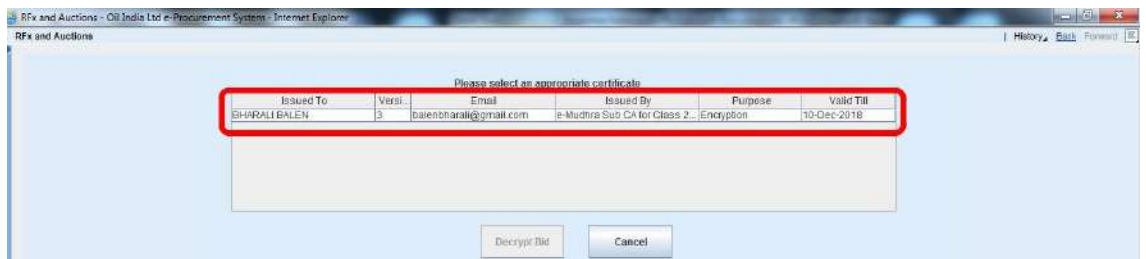 RFx and Auctions - Oil India Ltd e-Procurement System - Internet Explorer
RFx and Auctions | History Back Forward
Please select an appropriate certificate
Issued To Versi... Email Issued By Purpose Valid Till
BHARALI BALEN 3 balenbharali@gmail.com e-Mudhra Sub CA for Class 2... Encryption 10-Dec-2018
Decrypt Bid Cancel